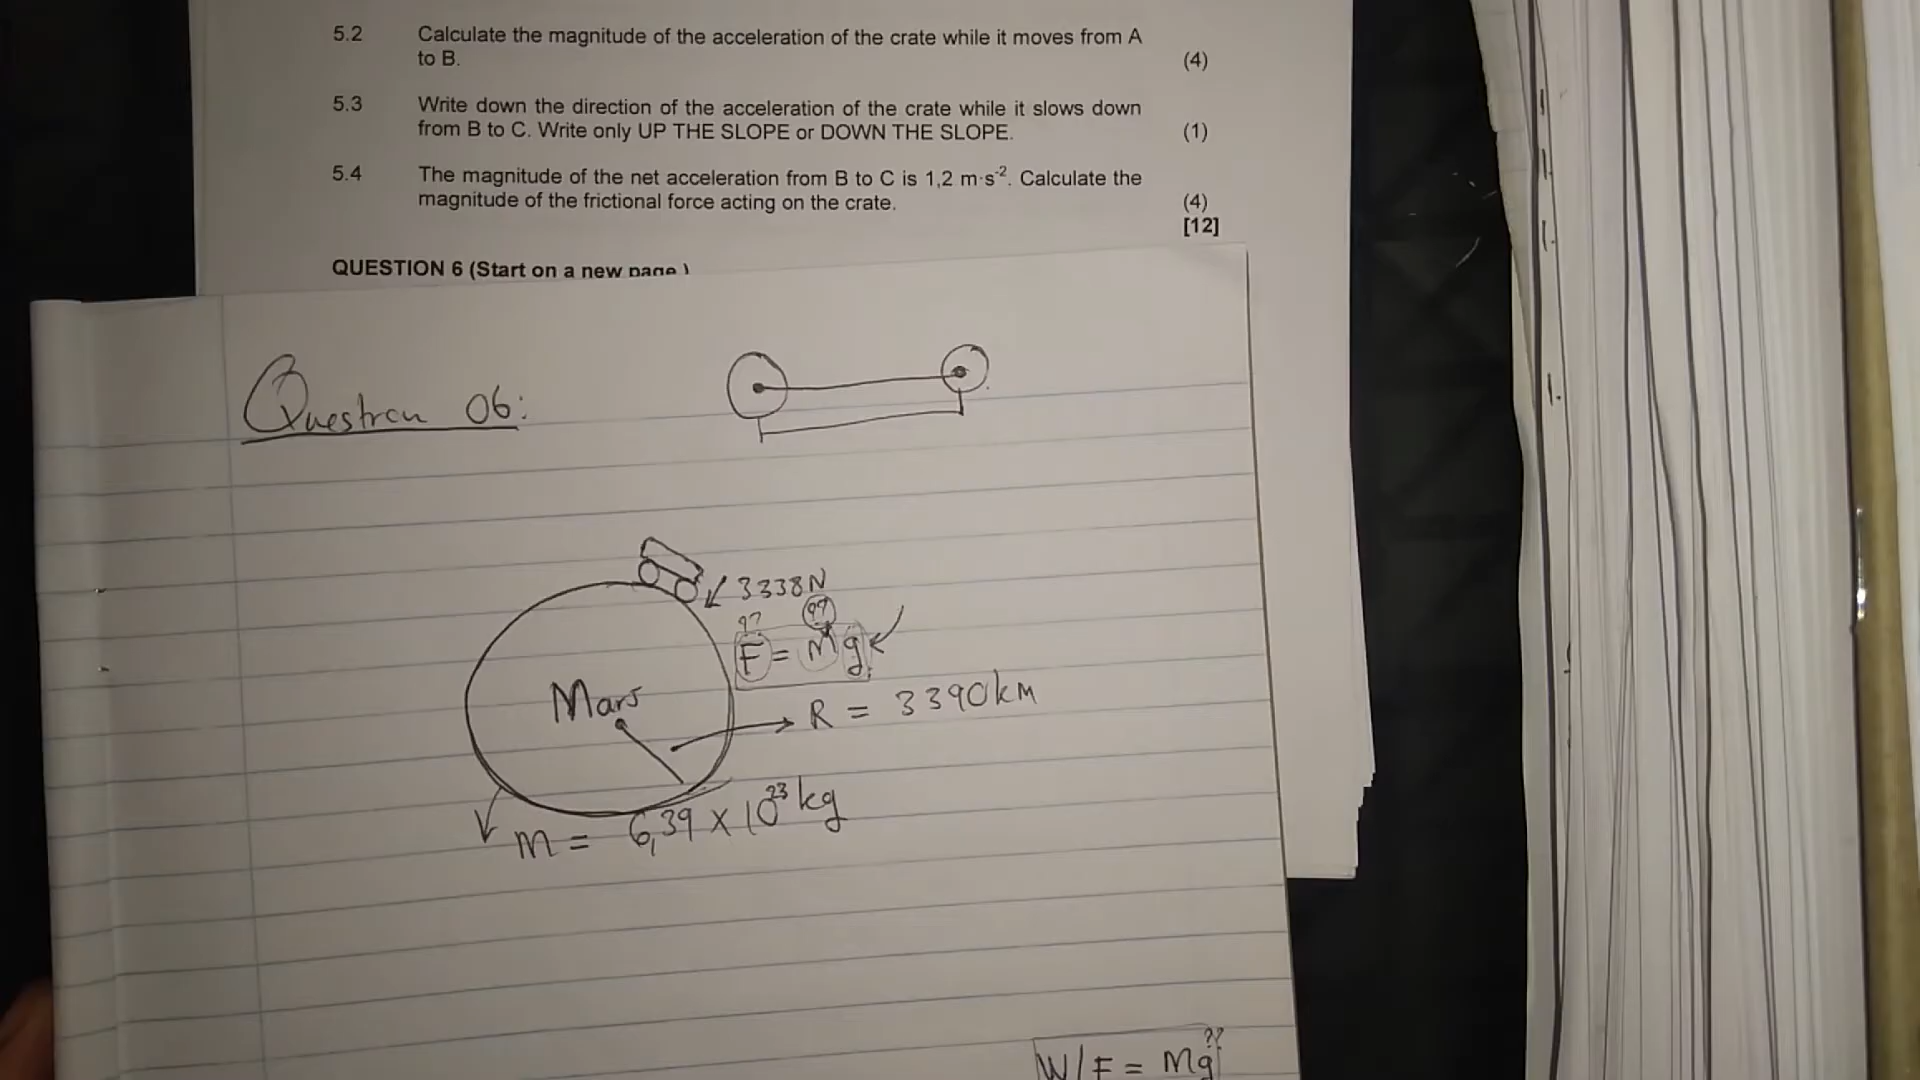 5.2 Calculate the magnitude of the acceleration of the crate while it moves from A
to B. (4)
5.3 Write down the direction of the acceleration of the crate while it slows down
from B to C. Write only UP THE SLOPE or DOWN THE SLOPE. (1)
5.4 The magnitude of the net acceleration from B to C is 1,2 m·s⁻². Calculate the
magnitude of the frictional force acting on the crate. (4)
[12]
QUESTION 6 (Start on a new page.)
Question 06:
3338N
??
F = Mg
Mars
R = 3390km
m = 6,39 × 10²³ kg
??
W/F = Mg